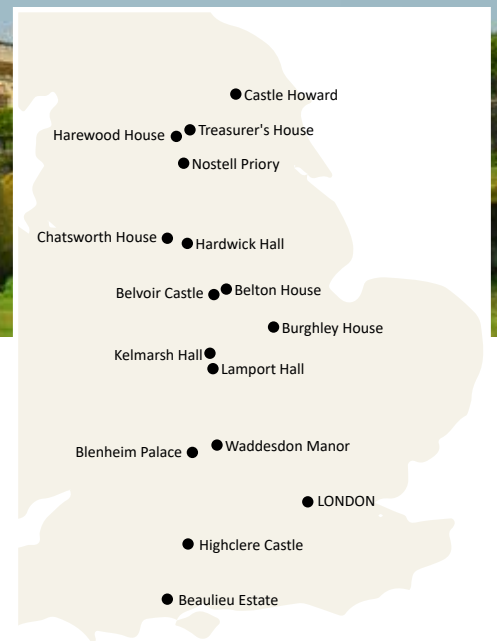 Castle Howard
Treasurer's House
Harewood House
Nostell Priory
Chatsworth House
Hardwick Hall
Belton House
Belvoir Castle
Burghley House
Kelmarsh Hall
Lamport Hall
Waddesdon Manor
Blenheim Palace
LONDON
Highclere Castle
Beaulieu Estate